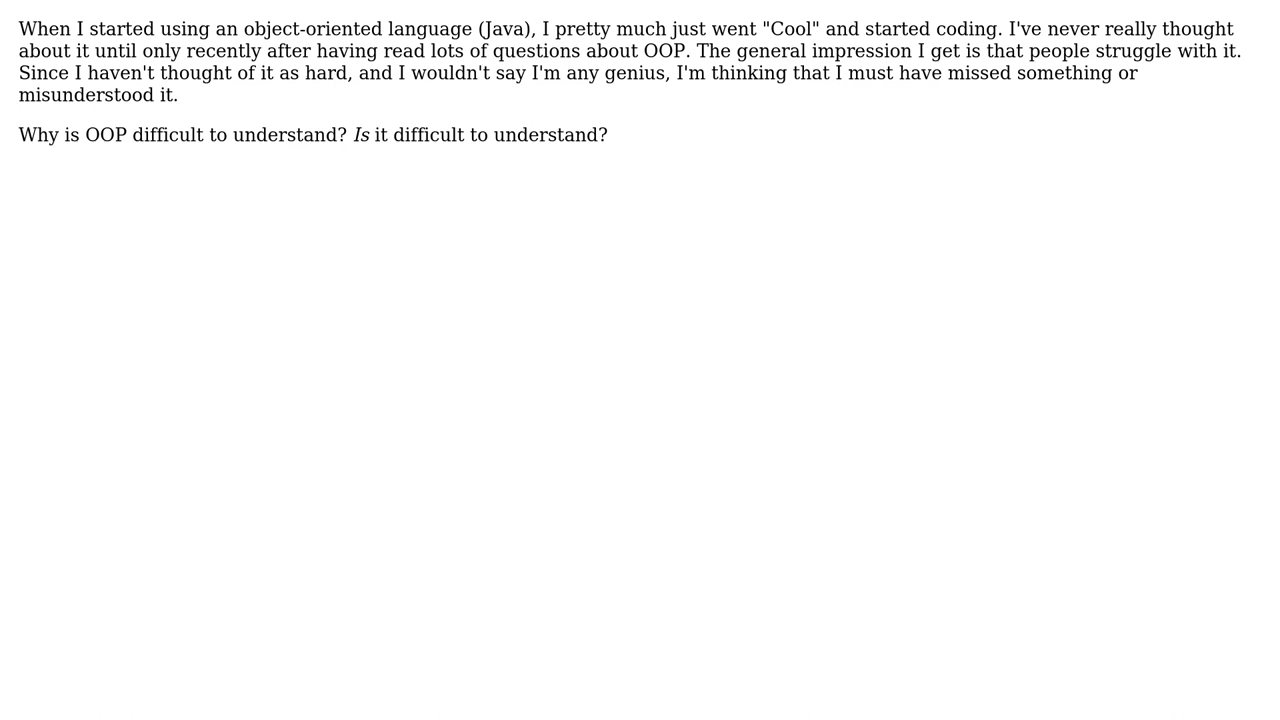 When I started using an object-oriented language (Java), I pretty much just went "Cool" and started coding. I've never really thought
about it until only recently after having read lots of questions about OOP. The general impression I get is that people struggle with it.
Since I haven't thought of it as hard, and I wouldn't say I'm any genius, I'm thinking that I must have missed something or
misunderstood it.
Why is OOP difficult to understand? Is it difficult to understand?